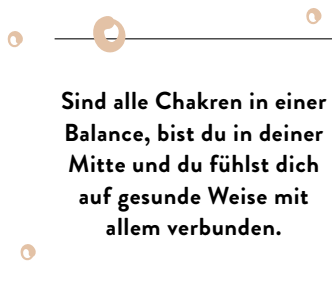 Sind alle Chakren in einer
Balance, bist du in deiner
Mitte und du fühlst dich
auf gesunde Weise mit
allem verbunden.